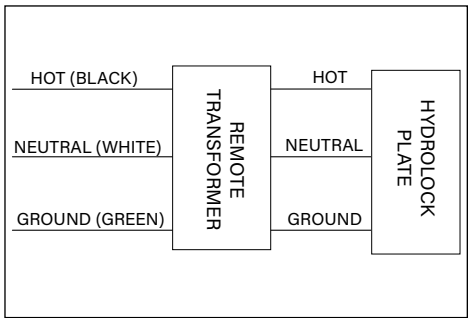 HOT (BLACK)
HOT
NEUTRAL (WHITE)
NEUTRAL
GROUND (GREEN)
GROUND
REMOTE
TRANSFORMER
HYDROLOCK
PLATE